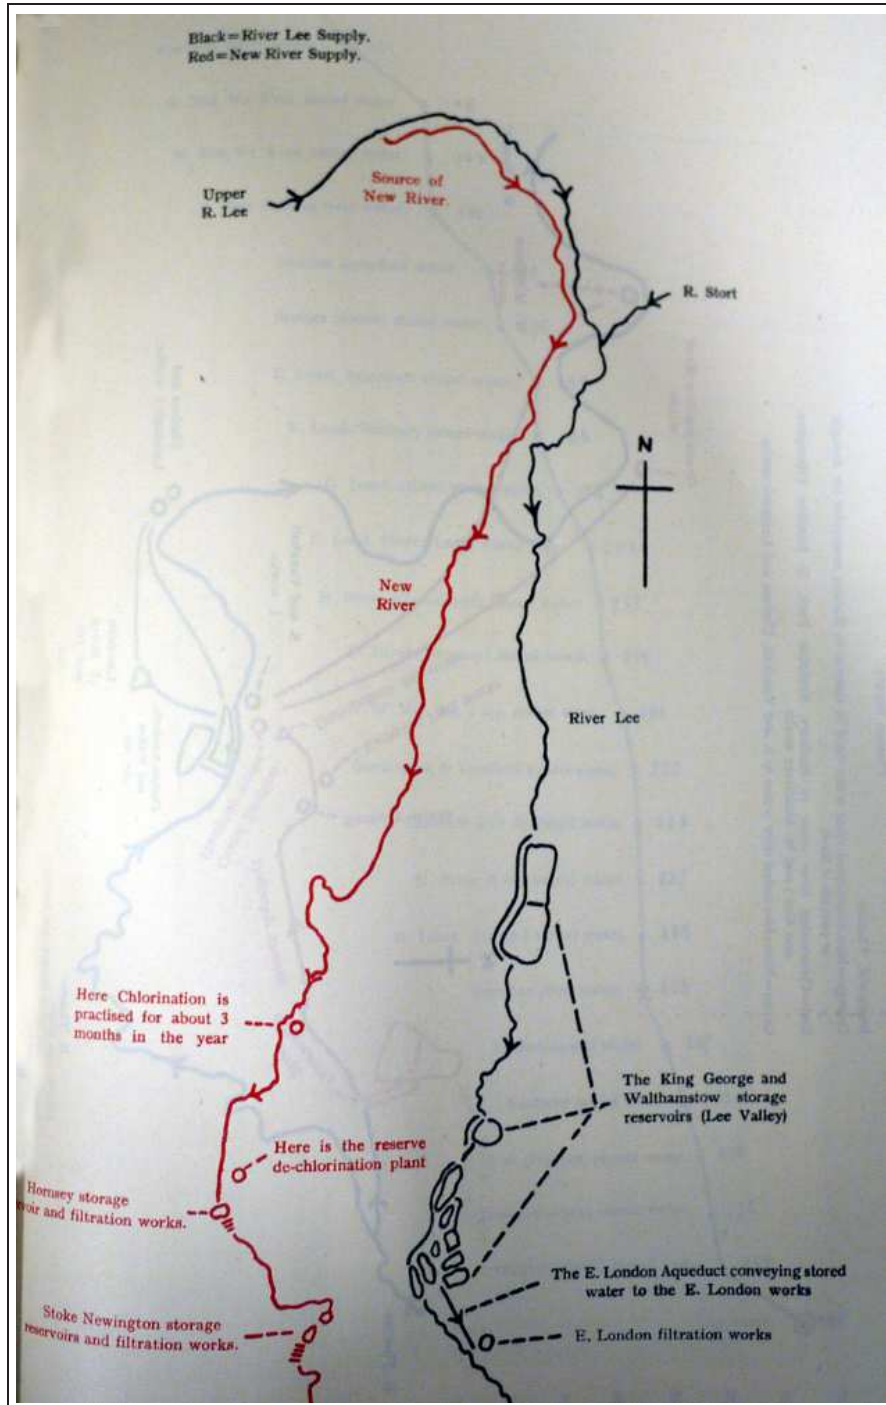 Black=River Lee Supply.
Red=New River Supply.
Upper
R. Lee
Source of
New River.
R. Stort
N
New
River
River Lee
Here Chlorination is
practised for about 3
months in the year
The King George and
Walthamstow storage
reservoirs (Lee Valley)
Here is the reserve
de-chlorination plant
Hornsey storage
voir and filtration works.
The E. London Aqueduct conveying stored
water to the E. London works
Stoke Newington storage
reservoirs and filtration works.
E. London filtration works